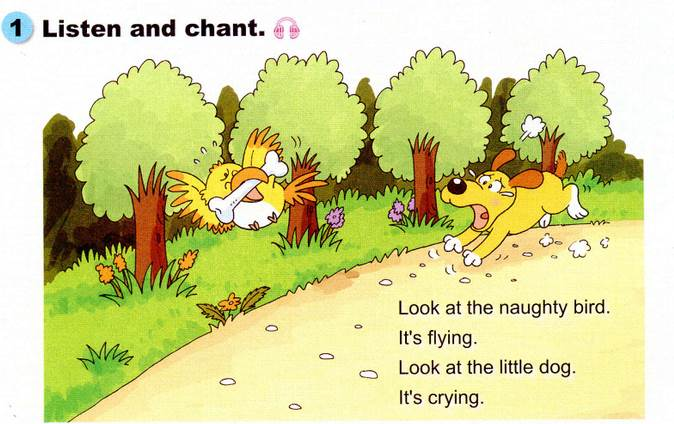 1 Listen and chant.
Look at the naughty bird.
It's flying.
Look at the little dog.
It's crying.